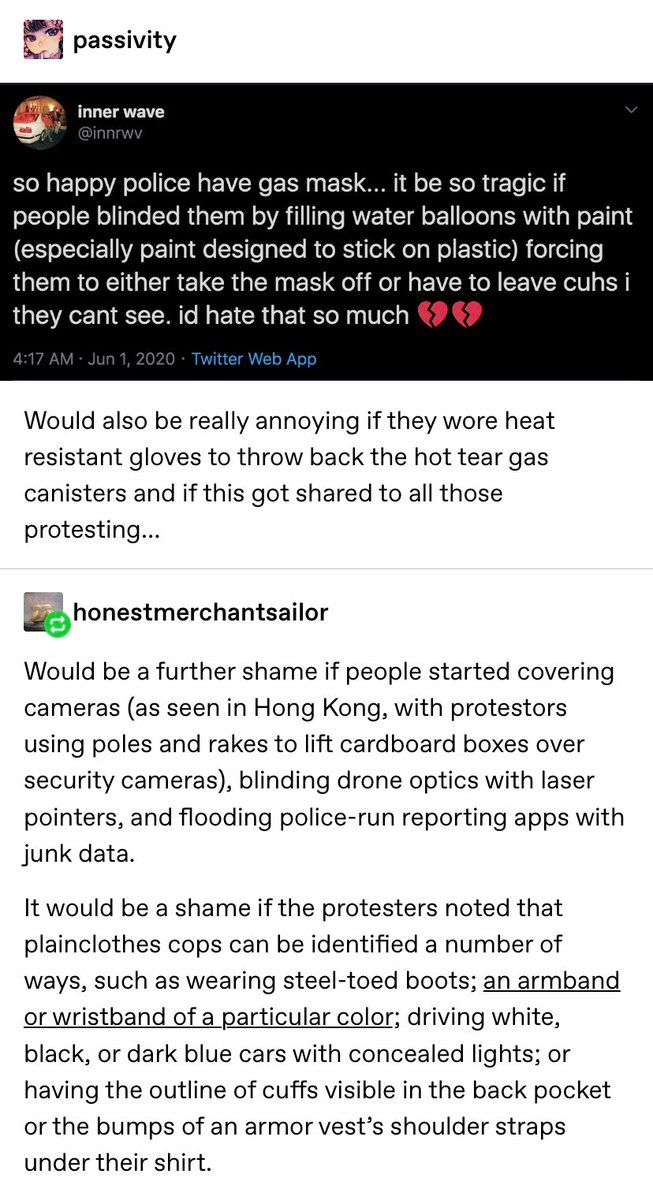 passivity
inner wave
@innrwv
so happy police have gas mask... it be so tragic if
people blinded them by filling water balloons with paint
(especially paint designed to stick on plastic) forcing
them to either take the mask off or have to leave cuhs i
they cant see. id hate that so much 💔💔
4:17 AM · Jun 1, 2020 · Twitter Web App
Would also be really annoying if they wore heat
resistant gloves to throw back the hot tear gas
canisters and if this got shared to all those
protesting...
honestmerchantsailor
Would be a further shame if people started covering
cameras (as seen in Hong Kong, with protestors
using poles and rakes to lift cardboard boxes over
security cameras), blinding drone optics with laser
pointers, and flooding police-run reporting apps with
junk data.
It would be a shame if the protesters noted that
plainclothes cops can be identified a number of
ways, such as wearing steel-toed boots; an armband
or wristband of a particular color; driving white,
black, or dark blue cars with concealed lights; or
having the outline of cuffs visible in the back pocket
or the bumps of an armor vest’s shoulder straps
under their shirt.